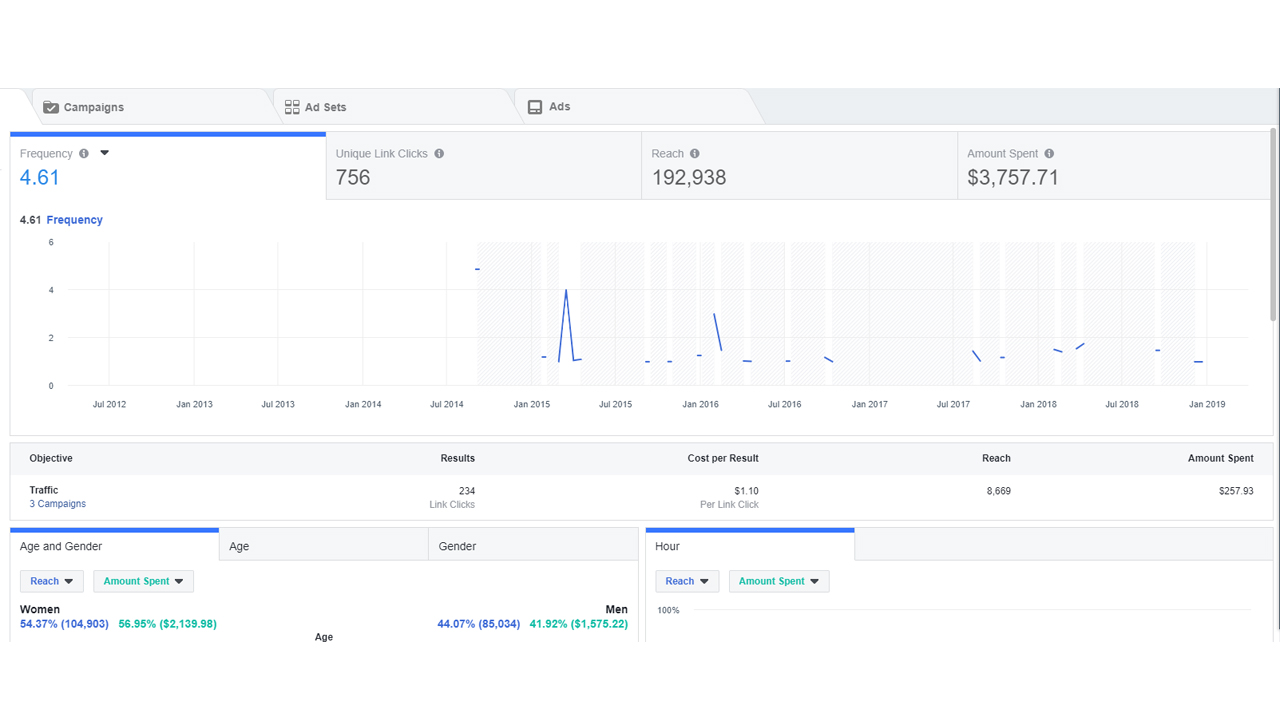 Campaigns Ad Sets Ads
Frequency Unique Link Clicks Reach Amount Spent
4.61 756 192,938 $3,757.71
4.61 Frequency
6
4
2
0
Jul 2012 Jan 2013 Jul 2013 Jan 2014 Jul 2014 Jan 2015 Jul 2015 Jan 2016 Jul 2016 Jan 2017 Jul 2017 Jan 2018 Jul 2018 Jan 2019
Objective Results Cost per Result Reach Amount Spent
Traffic 234 $1.10 8,669 $257.93
3 Campaigns Link Clicks Per Link Click
Age and Gender Age Gender Hour
Reach Amount Spent Reach Amount Spent
Women Men 100%
54.37% (104,903) 56.95% ($2,139.98) 44.07% (85,034) 41.92% ($1,575.22)
Age